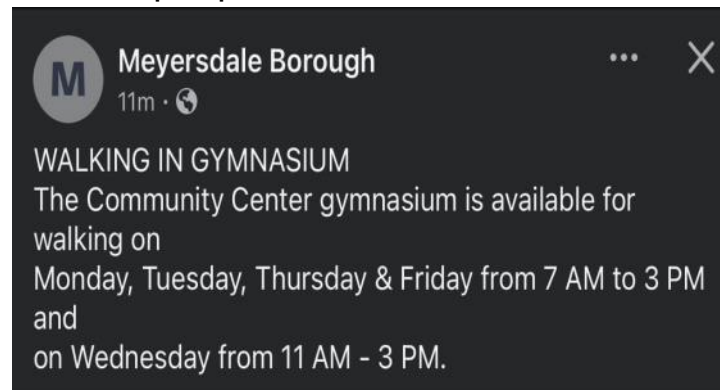 M
Meyersdale Borough
11m ·
WALKING IN GYMNASIUM
The Community Center gymnasium is available for
walking on
Monday, Tuesday, Thursday & Friday from 7 AM to 3 PM
and
on Wednesday from 11 AM - 3 PM.